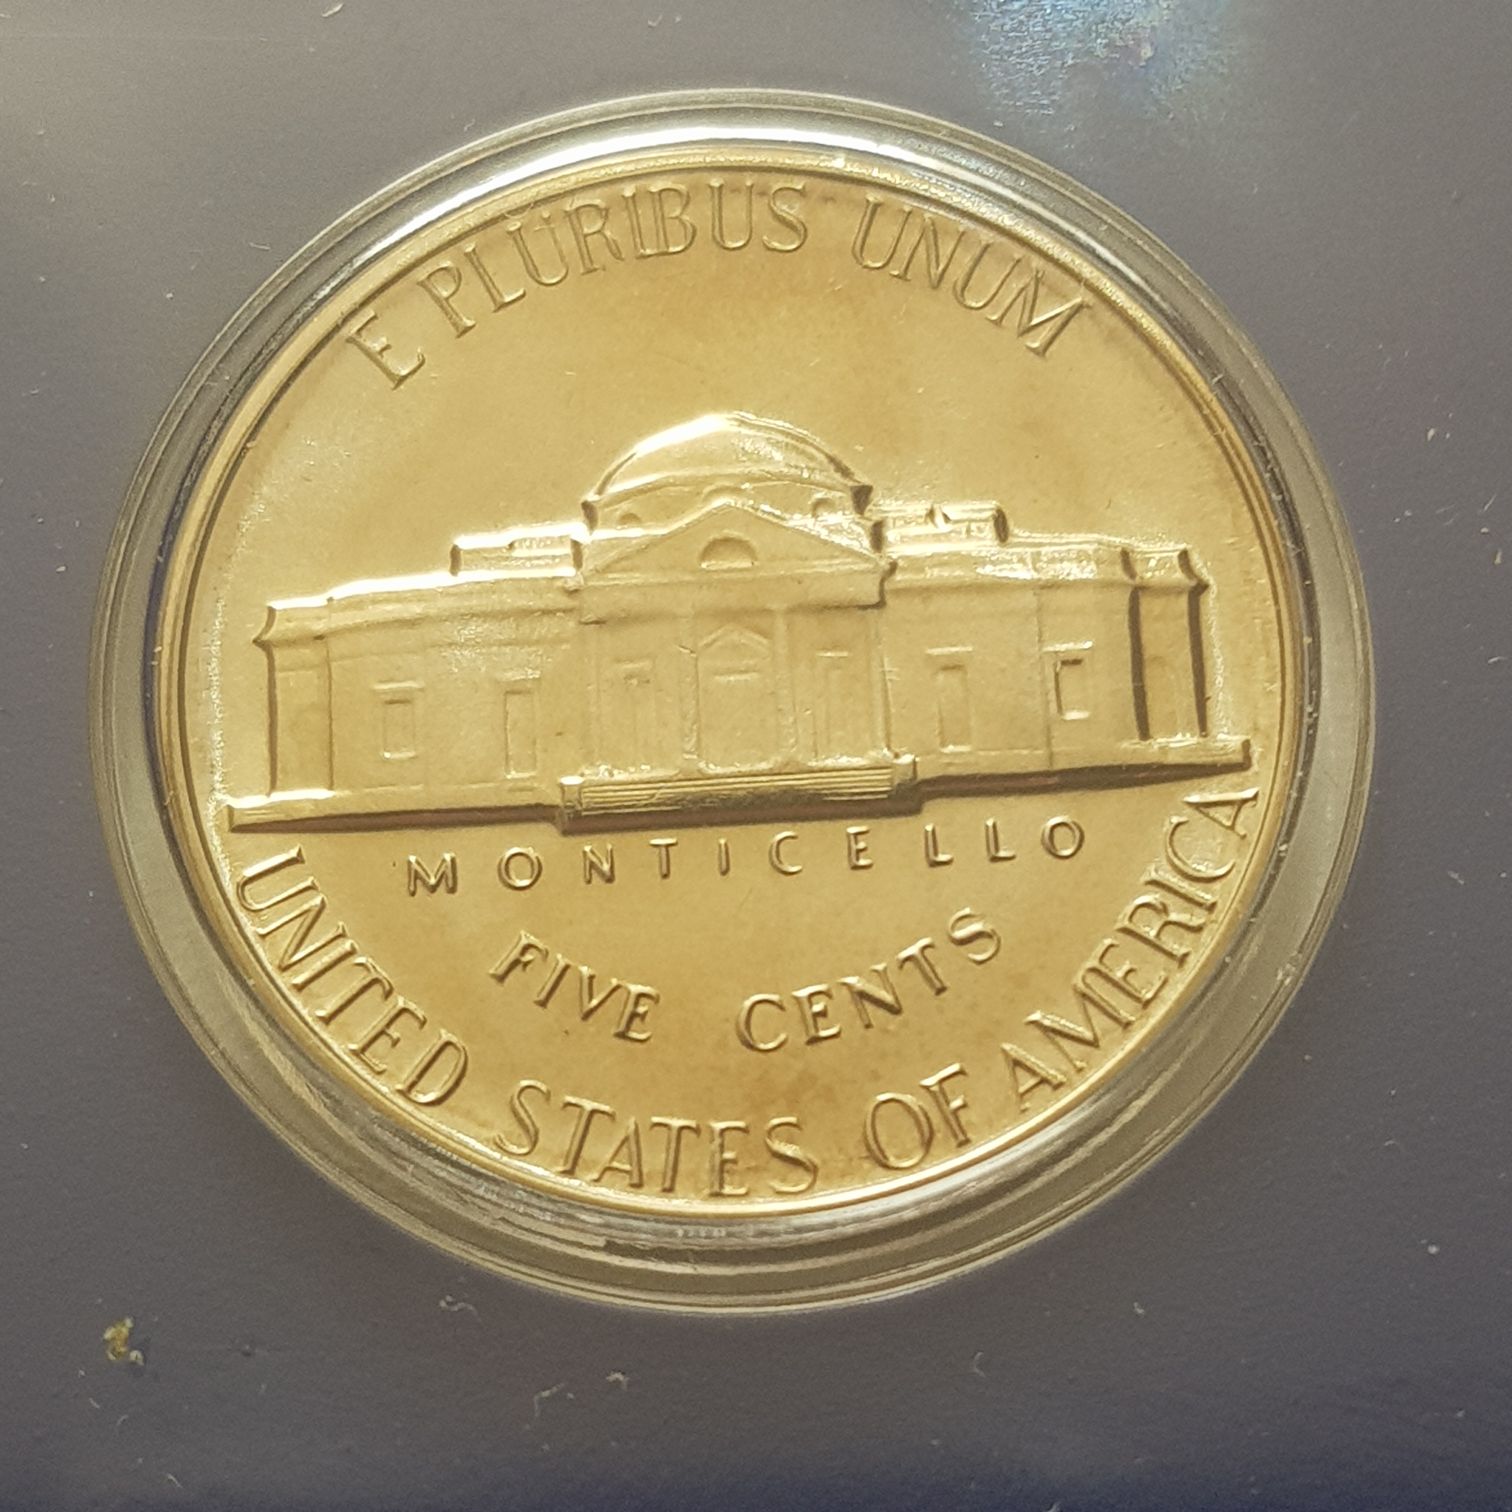 E PLURIBUS UNUM
MONTICELLO
FIVE CENTS
UNITED STATES OF AMERICA